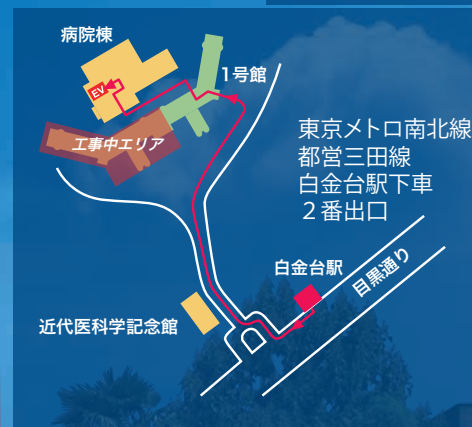 病院棟
EV
1号館
工事中エリア
東京メトロ南北線
都営三田線
白金台駅下車
２番出口
白金台駅
目黒通り
近代医科学記念館